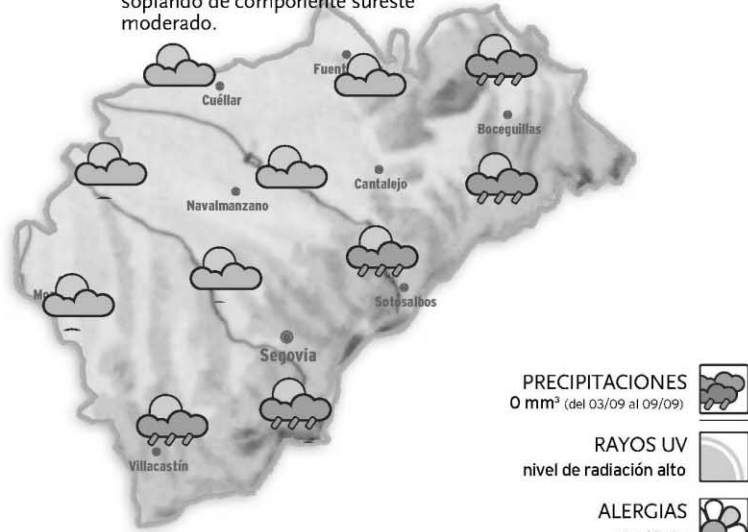 soplando de componente sureste
moderado.
Cuéllar
Fuent
Boceguillas
Cantalejo
Navalmanzano
Sotosalbos
Segovia
Villacastín
PRECIPITACIONES
0 mm³ (del 03/09 al 09/09)
RAYOS UV
nivel de radiación alto
ALERGIAS